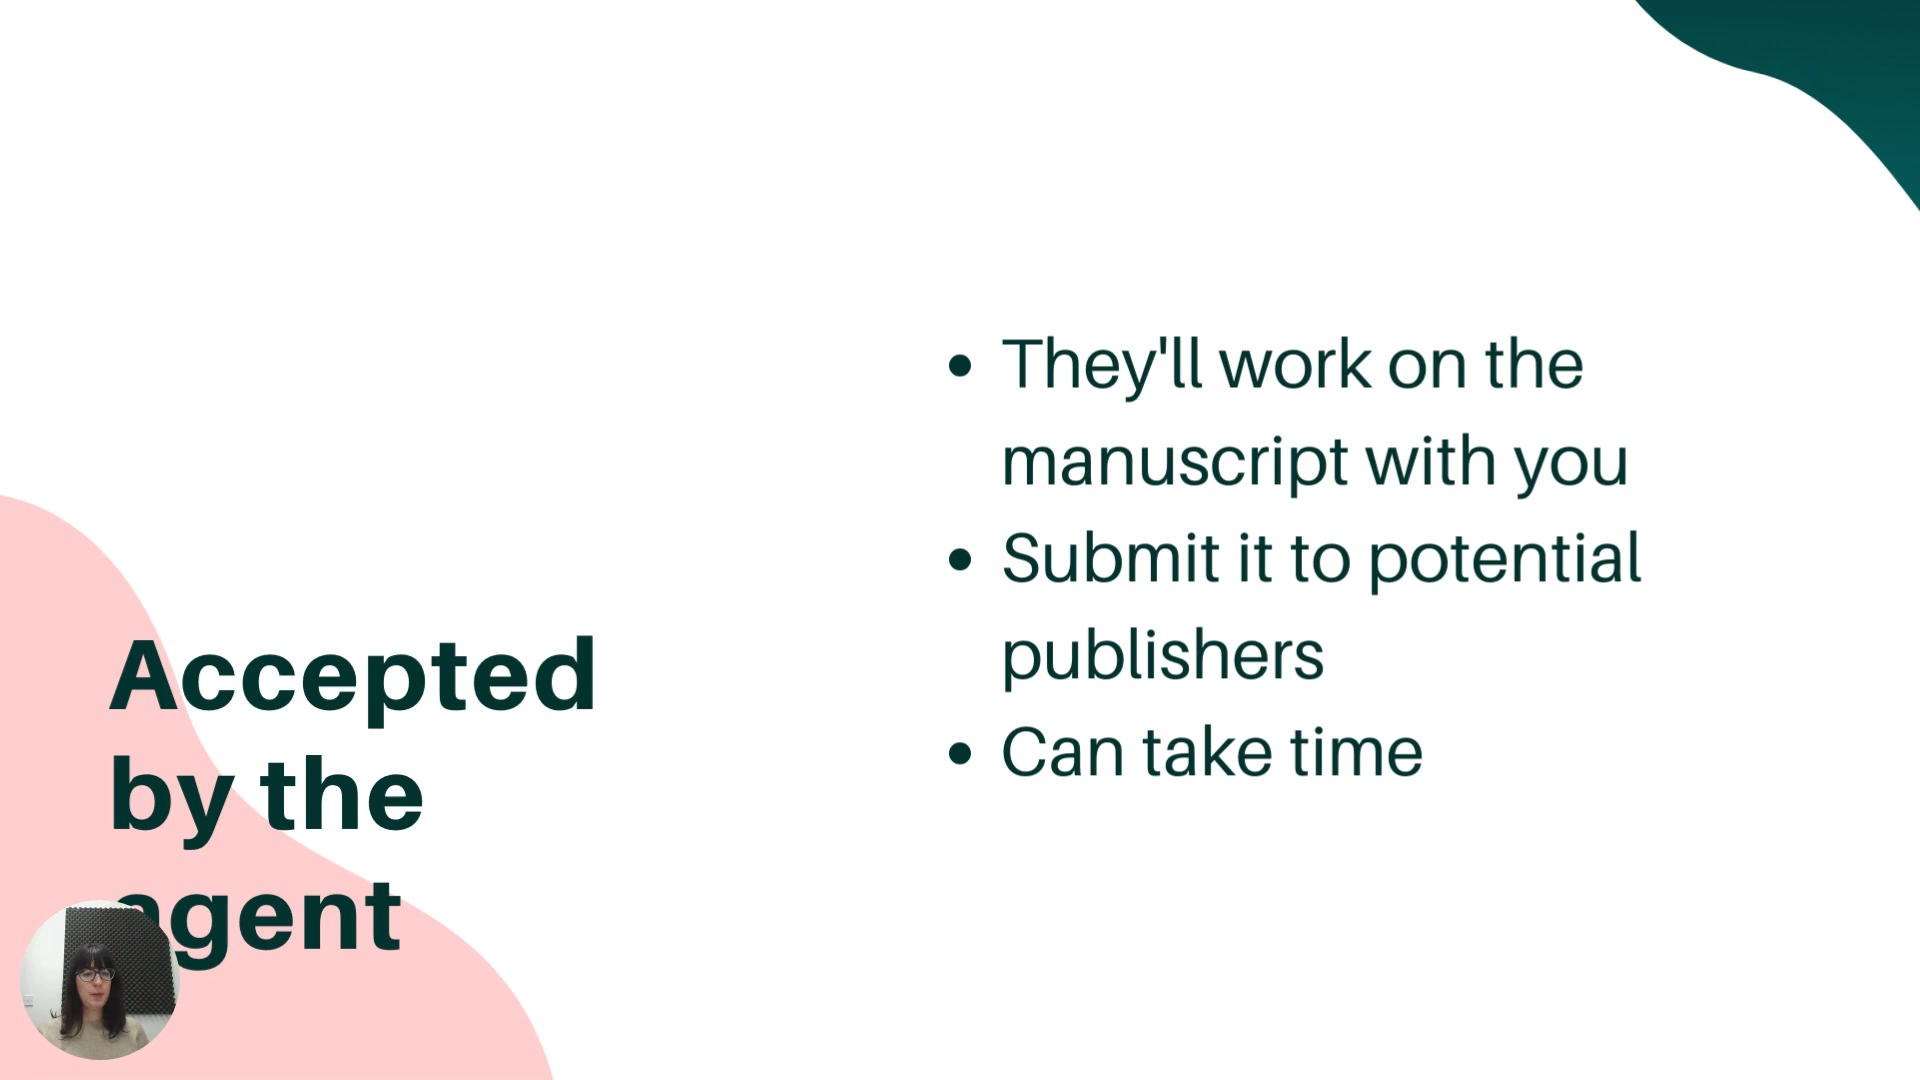 Accepted
by the
agent
• They'll work on the
manuscript with you
• Submit it to potential
publishers
• Can take time